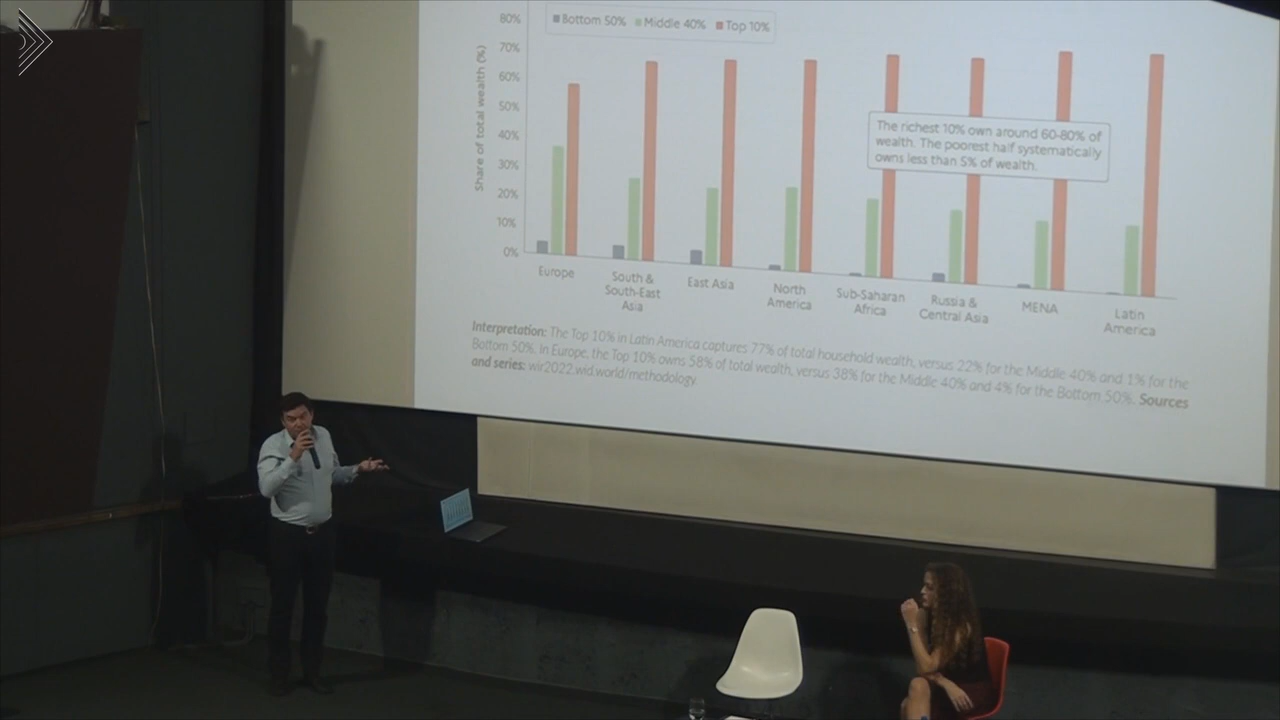 80%
Bottom 50% Middle 40% Top 10%
70%
60%
50%
40%
30%
20%
10%
0%
Share of total wealth (%)
The richest 10% own around 60-80% of
wealth. The poorest half systematically
owns less than 5% of wealth.
Europe
South &
South-East
Asia
East Asia
North
America
Sub-Saharan
Africa
Russia &
Central Asia
MENA
Latin
America
Interpretation: The Top 10% in Latin America captures 77% of total household wealth, versus 22% for the Middle 40% and 1% for the
Bottom 50%. In Europe, the Top 10% owns 58% of total wealth, versus 38% for the Middle 40% and 4% for the Bottom 50%. Sources
and series: wir2022.wid.world/methodology